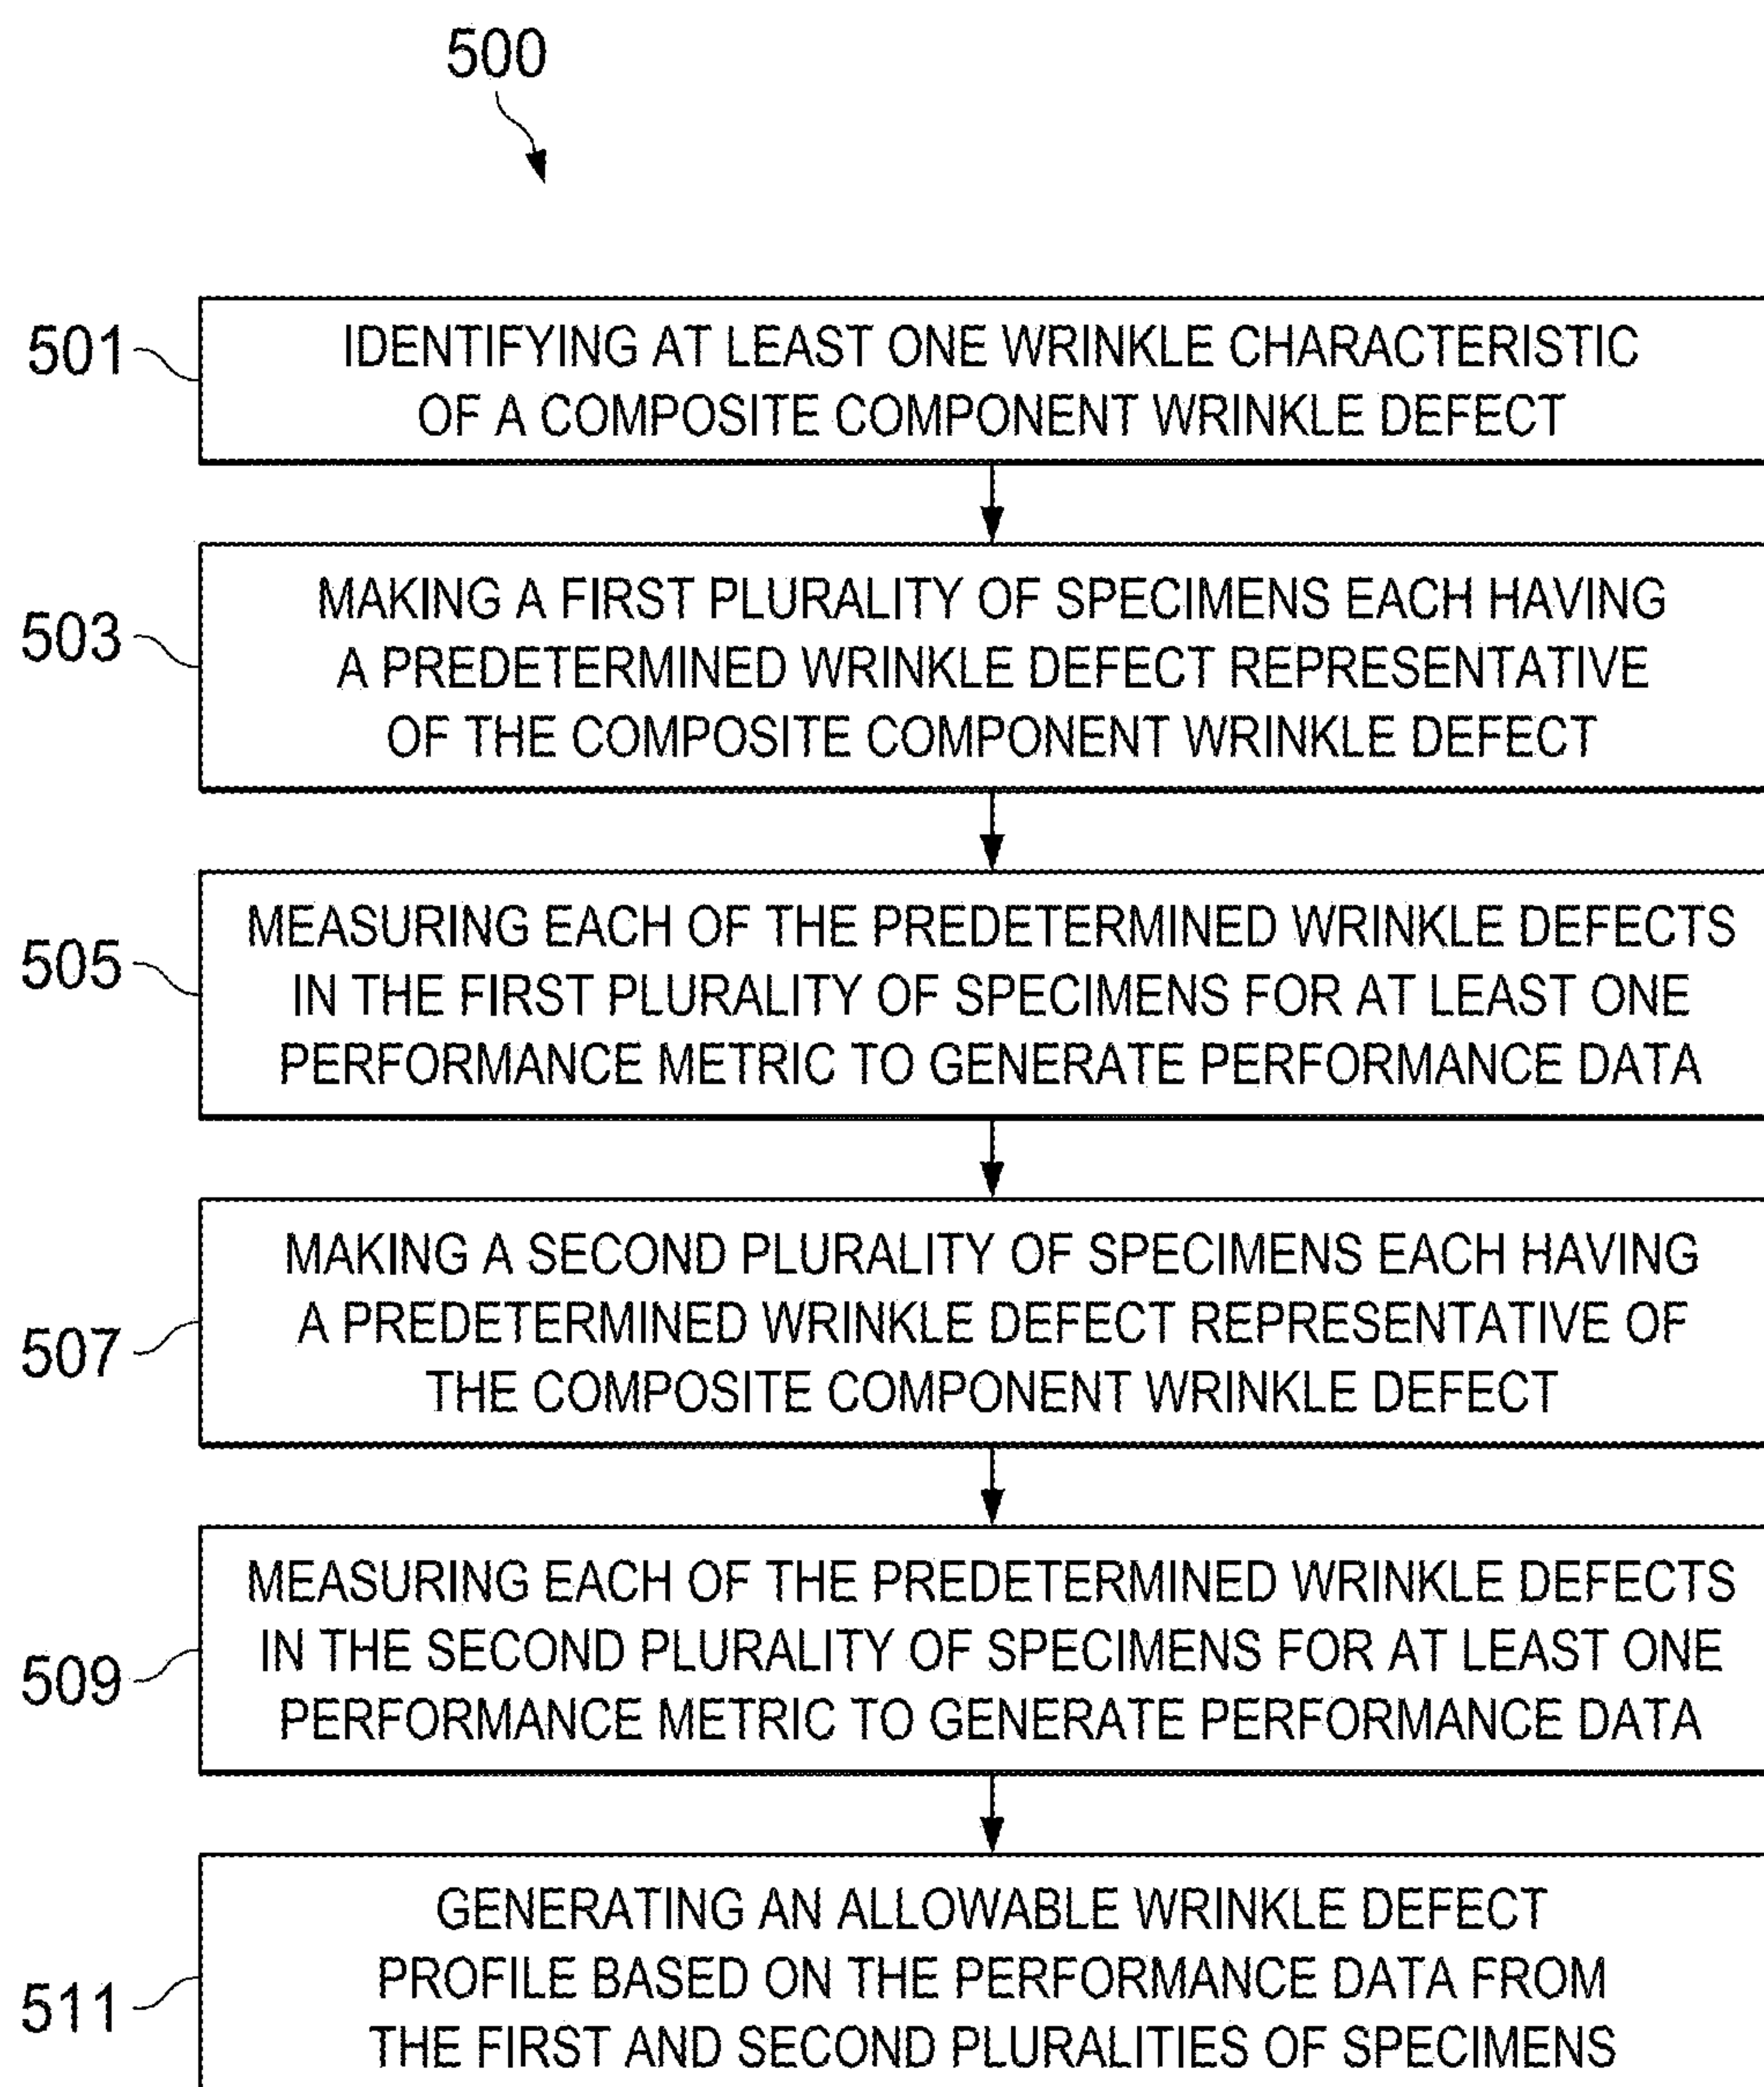 500
501
IDENTIFYING AT LEAST ONE WRINKLE CHARACTERISTIC
OF A COMPOSITE COMPONENT WRINKLE DEFECT
503
MAKING A FIRST PLURALITY OF SPECIMENS EACH HAVING
A PREDETERMINED WRINKLE DEFECT REPRESENTATIVE
OF THE COMPOSITE COMPONENT WRINKLE DEFECT
505
MEASURING EACH OF THE PREDETERMINED WRINKLE DEFECTS
IN THE FIRST PLURALITY OF SPECIMENS FOR AT LEAST ONE
PERFORMANCE METRIC TO GENERATE PERFORMANCE DATA
507
MAKING A SECOND PLURALITY OF SPECIMENS EACH HAVING
A PREDETERMINED WRINKLE DEFECT REPRESENTATIVE OF
THE COMPOSITE COMPONENT WRINKLE DEFECT
509
MEASURING EACH OF THE PREDETERMINED WRINKLE DEFECTS
IN THE SECOND PLURALITY OF SPECIMENS FOR AT LEAST ONE
PERFORMANCE METRIC TO GENERATE PERFORMANCE DATA
511
GENERATING AN ALLOWABLE WRINKLE DEFECT
PROFILE BASED ON THE PERFORMANCE DATA FROM
THE FIRST AND SECOND PLURALITIES OF SPECIMENS